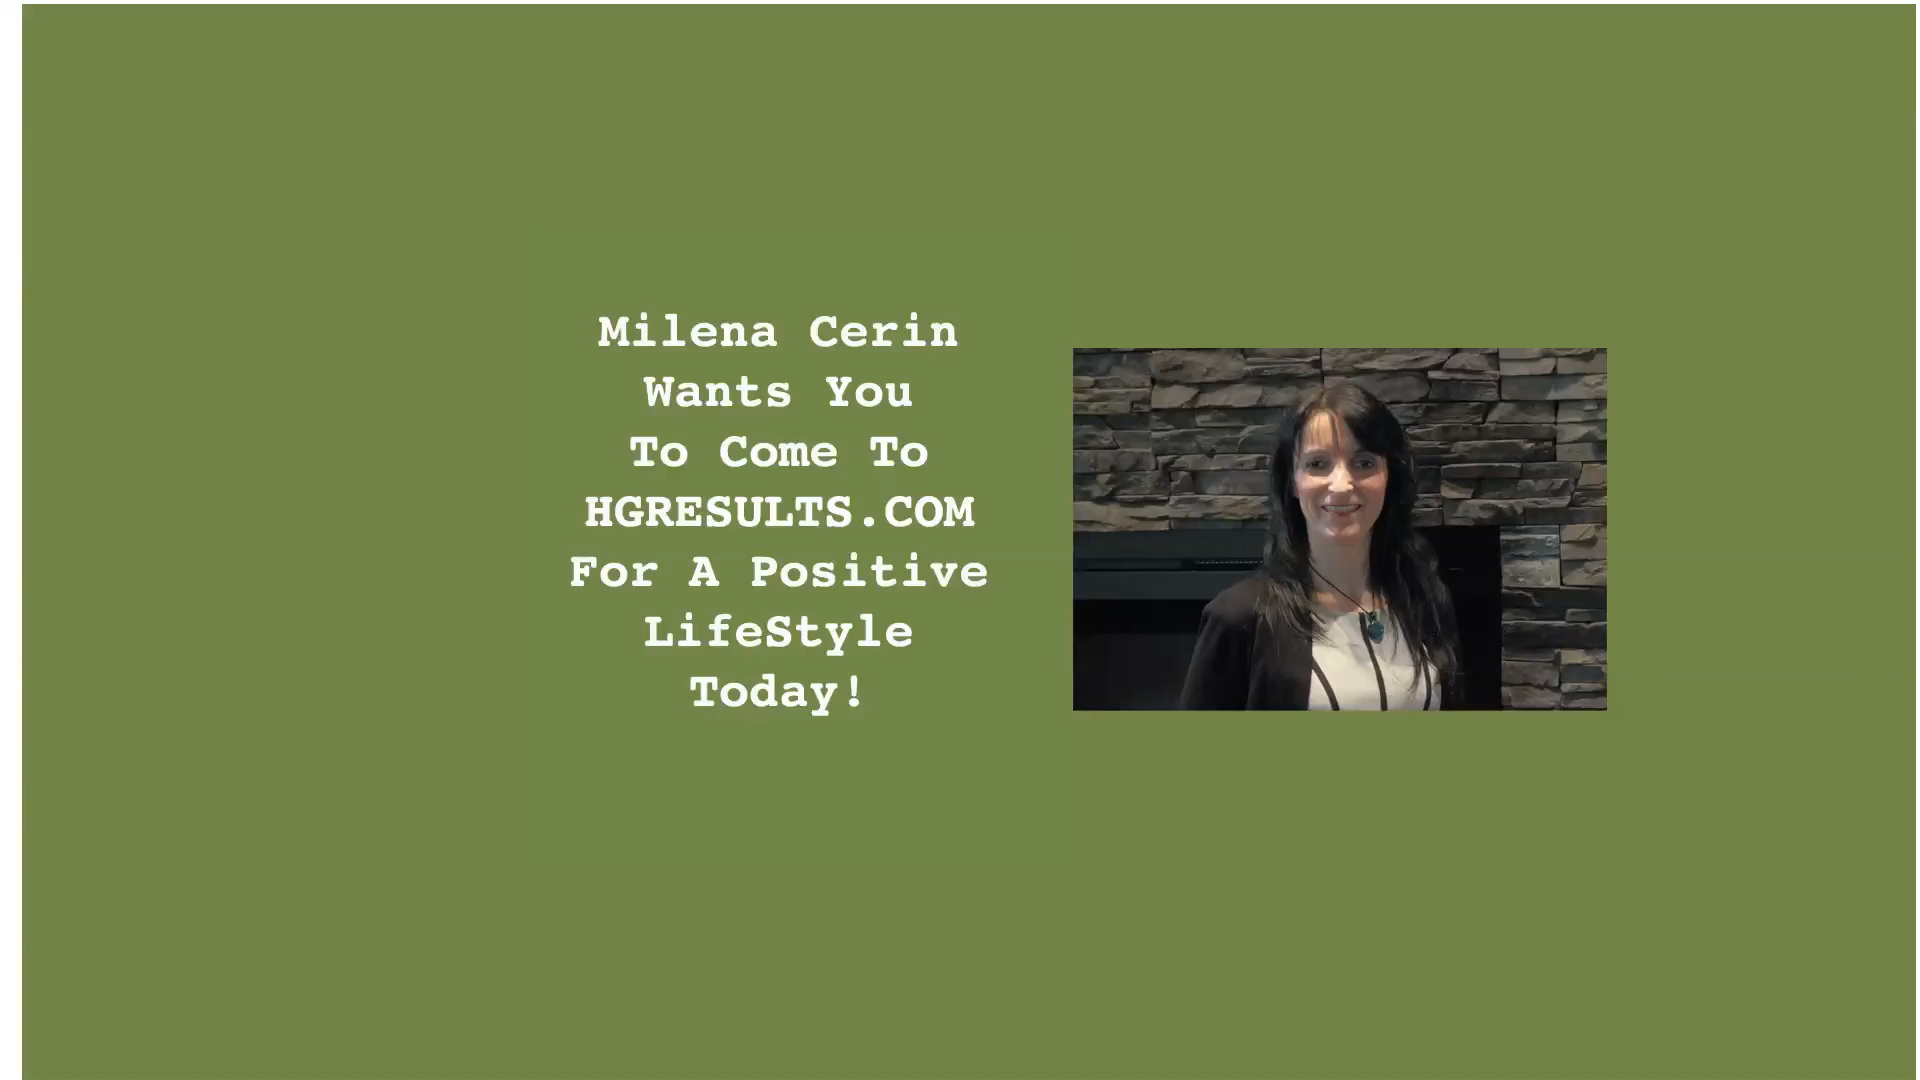 Milena Cerin
Wants You
To Come To
HGRESULTS.COM
For A Positive
LifeStyle
Today!